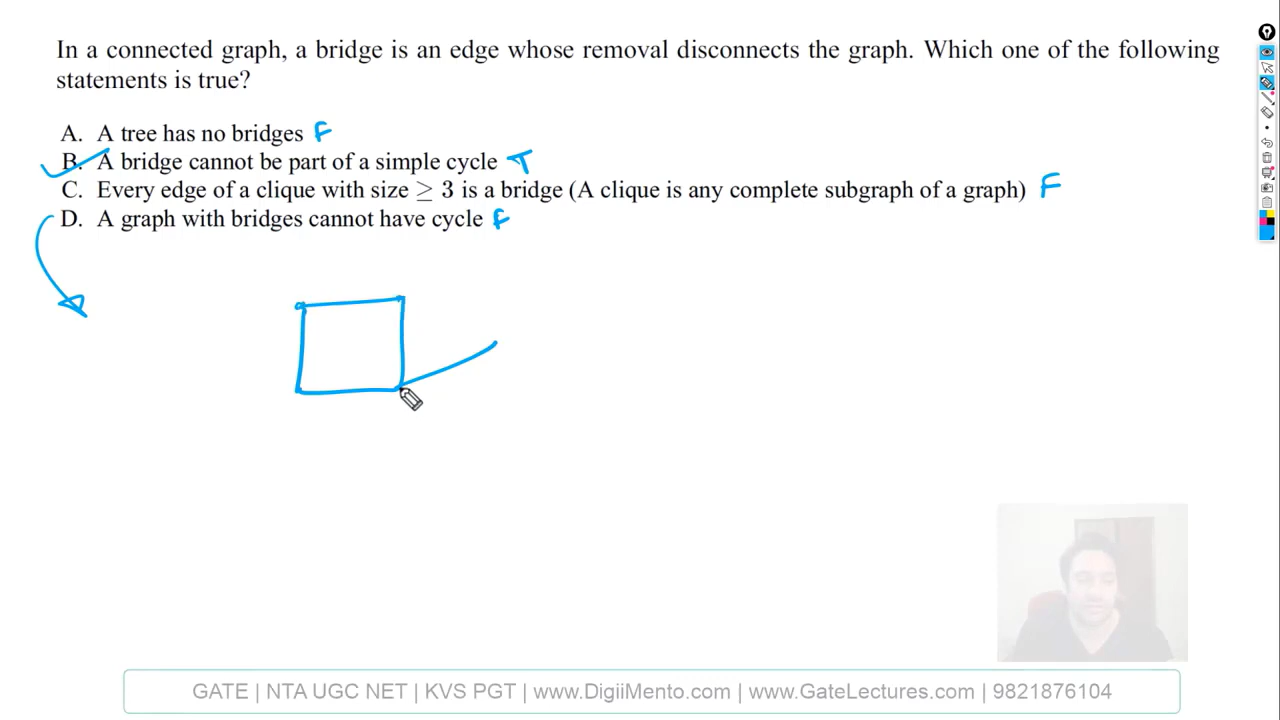 In a connected graph, a bridge is an edge whose removal disconnects the graph. Which one of the following
statements is true?
A. A tree has no bridges F
B. A bridge cannot be part of a simple cycle T
C. Every edge of a clique with size ≥ 3 is a bridge (A clique is any complete subgraph of a graph) F
D. A graph with bridges cannot have cycle F
GATE | NTA UGC NET | KVS PGT | www.DigiiMento.com | www.GateLectures.com | 9821876104